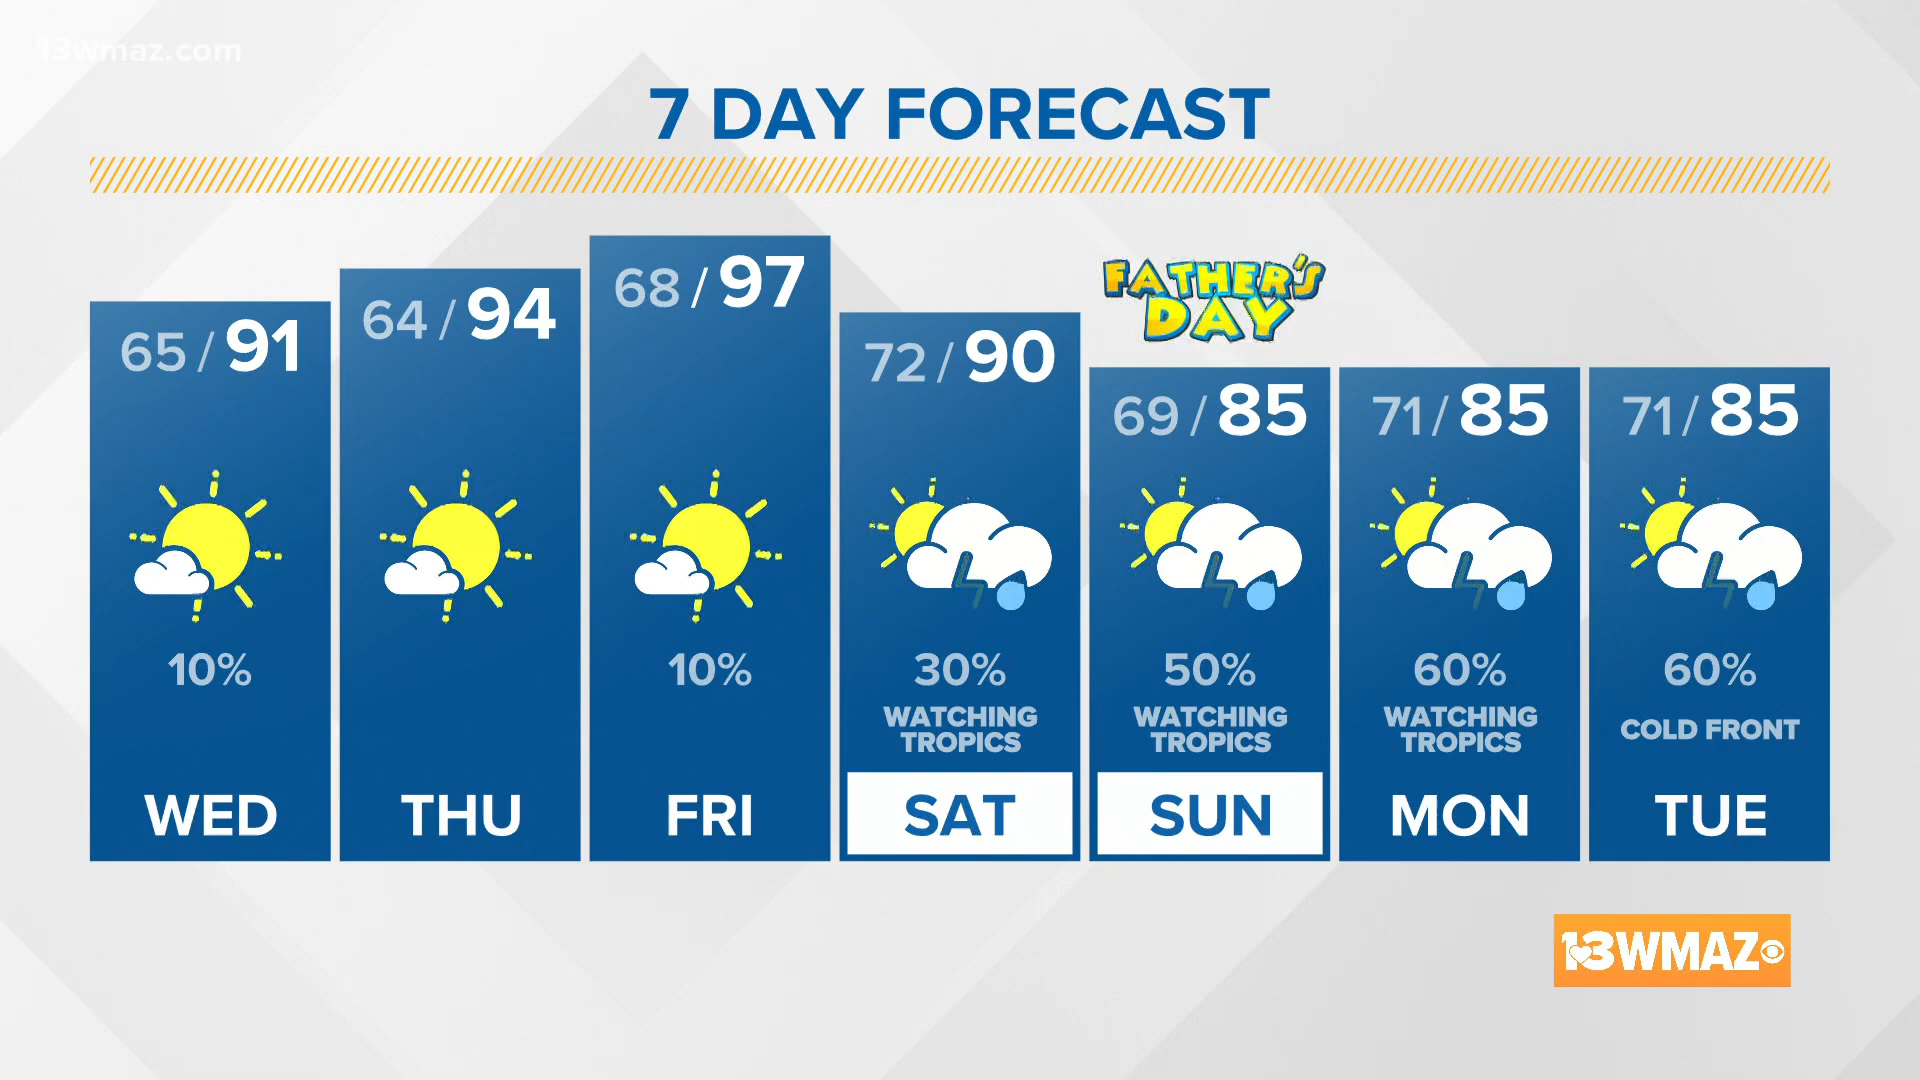 13wmaz.com
7 DAY FORECAST
FATHER'S
DAY
65 / 91
64 / 94
68 / 97
72 / 90
69 / 85
71 / 85
71 / 85
10%
10%
30%
50%
60%
60%
WATCHING
TROPICS
WATCHING
TROPICS
WATCHING
TROPICS
COLD FRONT
WED
THU
FRI
SAT
SUN
MON
TUE
13WMAZ